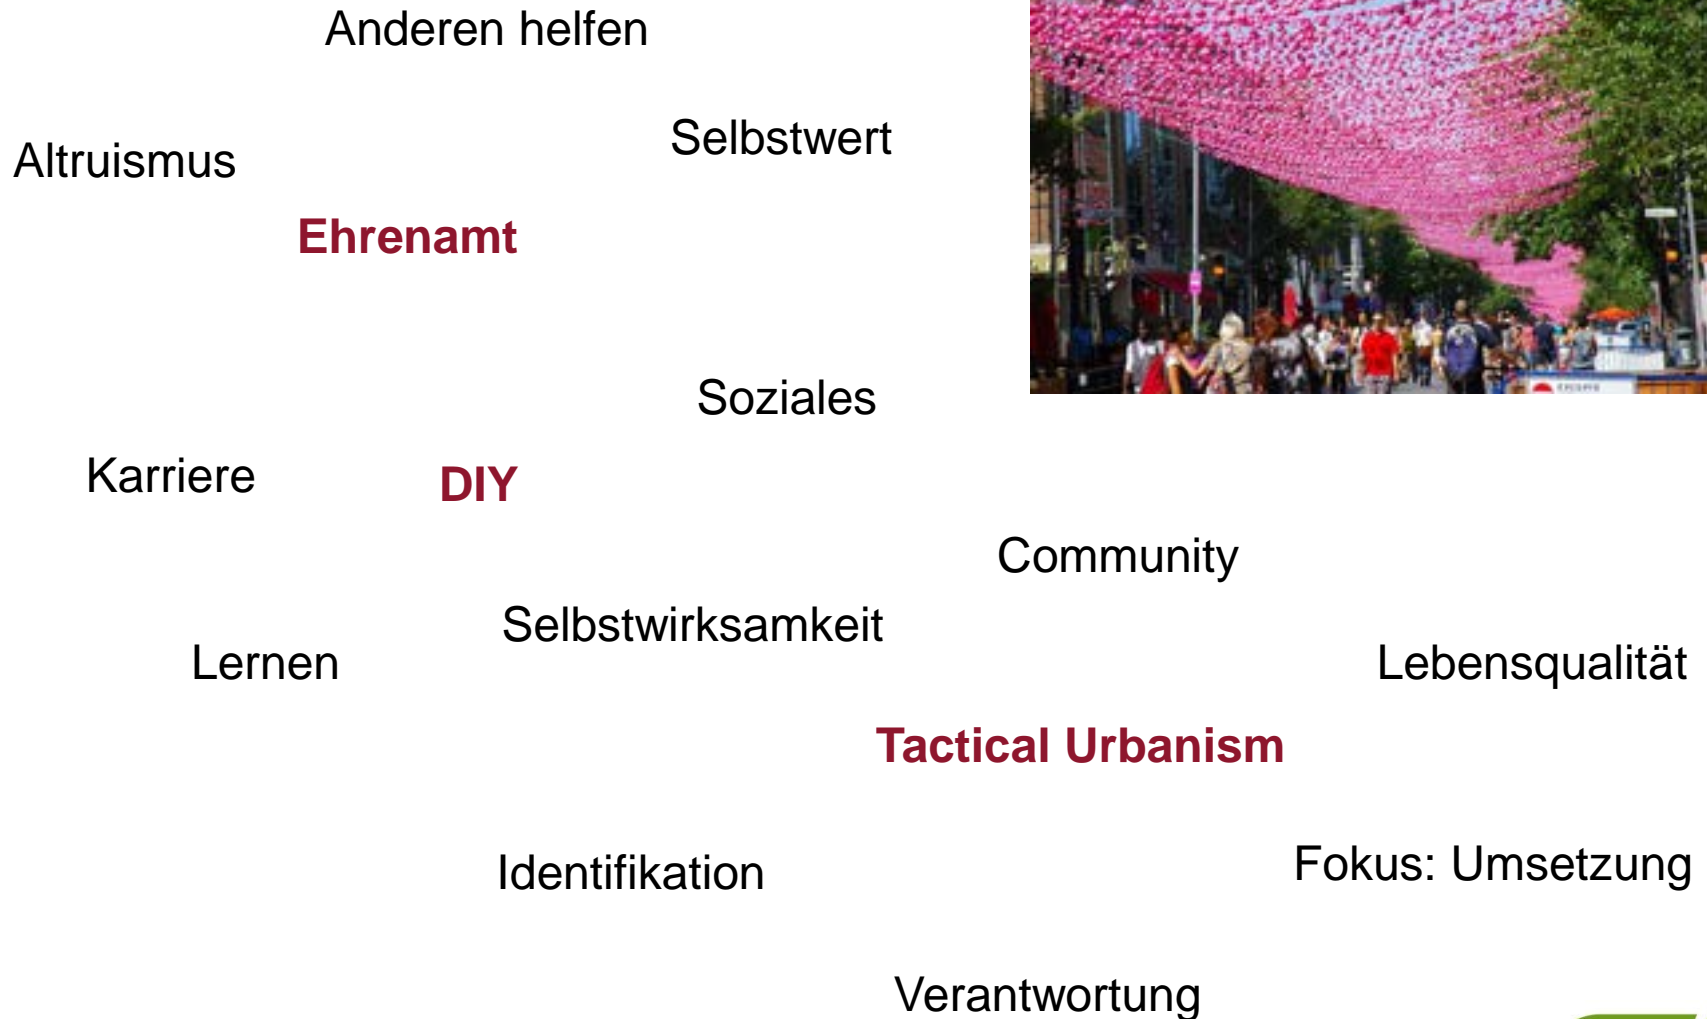 Anderen helfen
Selbstwert
Altruismus
Ehrenamt
Soziales
Karriere
DIY
Community
Selbstwirksamkeit
Lernen
Lebensqualität
Tactical Urbanism
Fokus: Umsetzung
Identifikation
Verantwortung